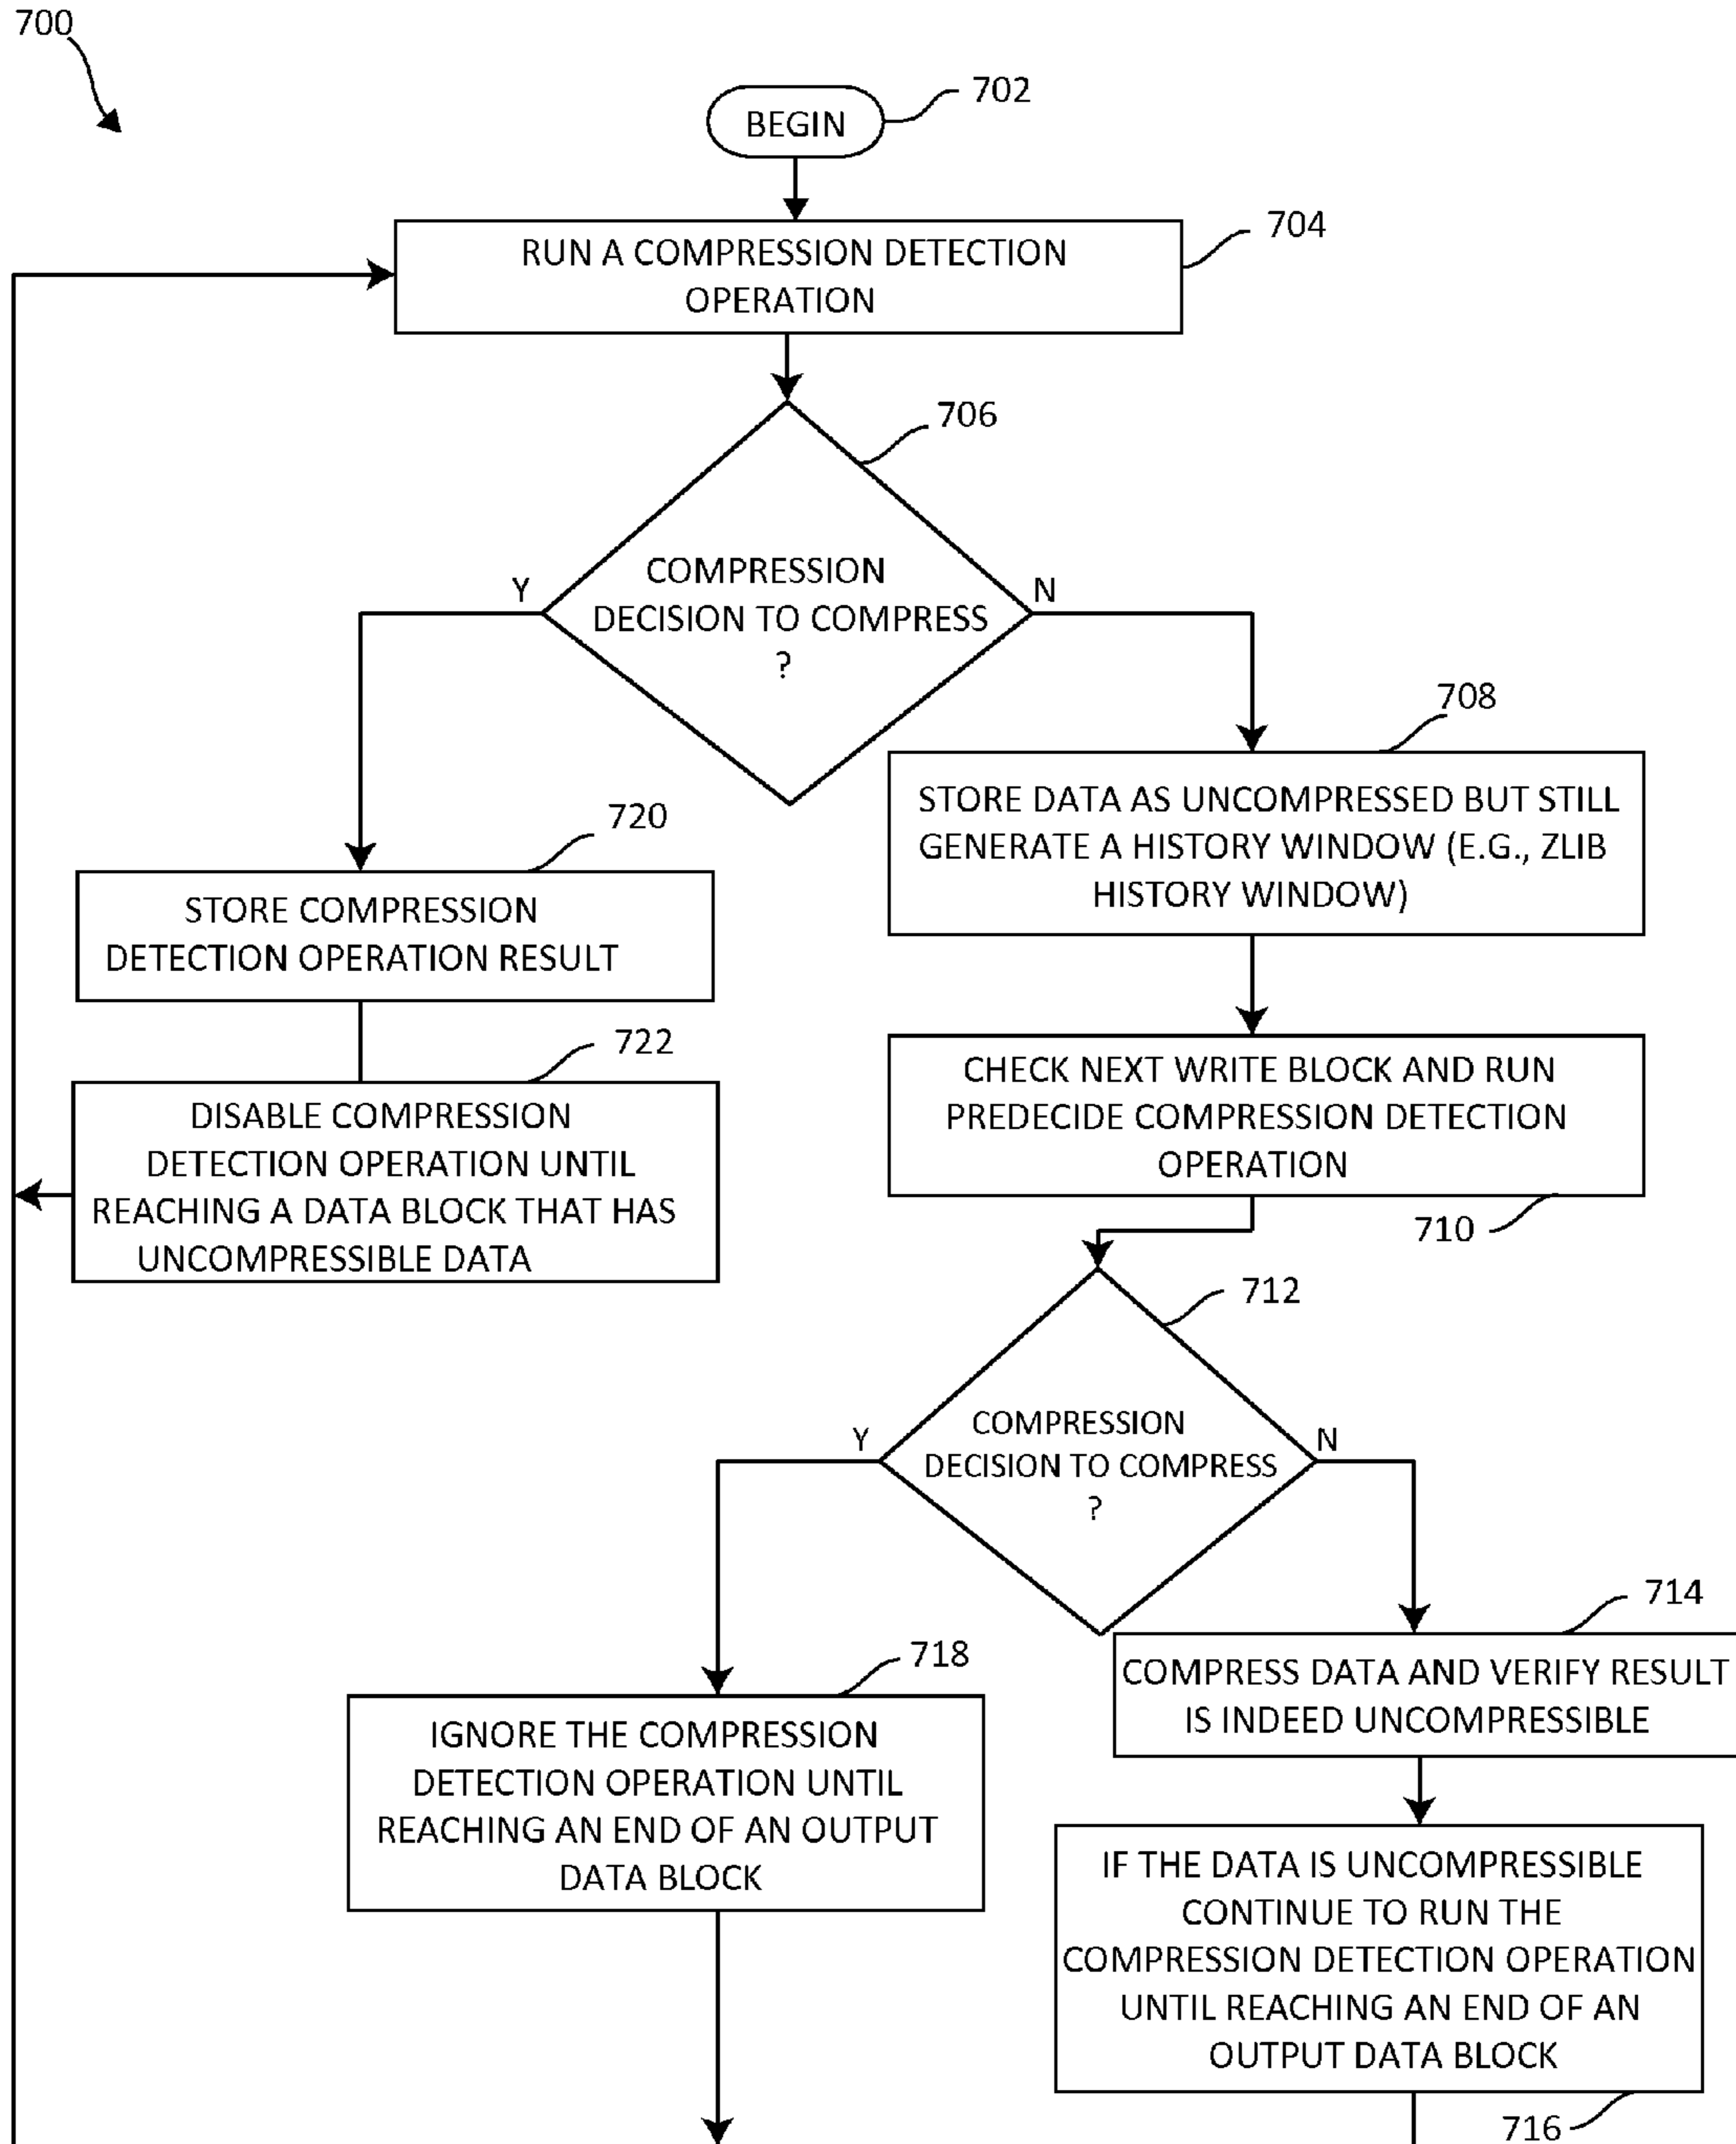 700
BEGIN
702
RUN A COMPRESSION DETECTION
OPERATION
704
706
COMPRESSION
DECISION TO COMPRESS
?
Y
N
708
STORE DATA AS UNCOMPRESSED BUT STILL
GENERATE A HISTORY WINDOW (E.G., ZLIB
HISTORY WINDOW)
720
STORE COMPRESSION
DETECTION OPERATION RESULT
722
DISABLE COMPRESSION
DETECTION OPERATION UNTIL
REACHING A DATA BLOCK THAT HAS
UNCOMPRESSIBLE DATA
CHECK NEXT WRITE BLOCK AND RUN
PREDECIDE COMPRESSION DETECTION
OPERATION
710
712
COMPRESSION
DECISION TO COMPRESS
?
Y
N
714
COMPRESS DATA AND VERIFY RESULT
IS INDEED UNCOMPRESSIBLE
718
IGNORE THE COMPRESSION
DETECTION OPERATION UNTIL
REACHING AN END OF AN OUTPUT
DATA BLOCK
IF THE DATA IS UNCOMPRESSIBLE
CONTINUE TO RUN THE
COMPRESSION DETECTION OPERATION
UNTIL REACHING AN END OF AN
OUTPUT DATA BLOCK
716